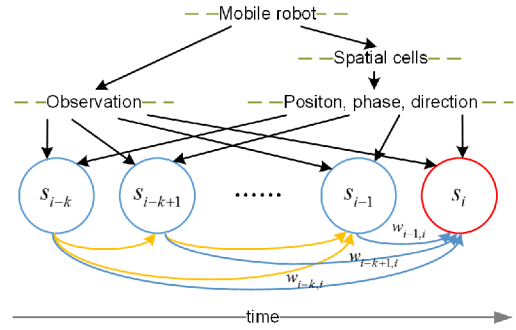 Mobile robot
Spatial cells
Observation
Positon, phase, direction
s_{i-k} s_{i-k+1} ...... s_{i-1} s_i
w_{i-1,i}
w_{i-k+1,i}
w_{i-k,i}
time